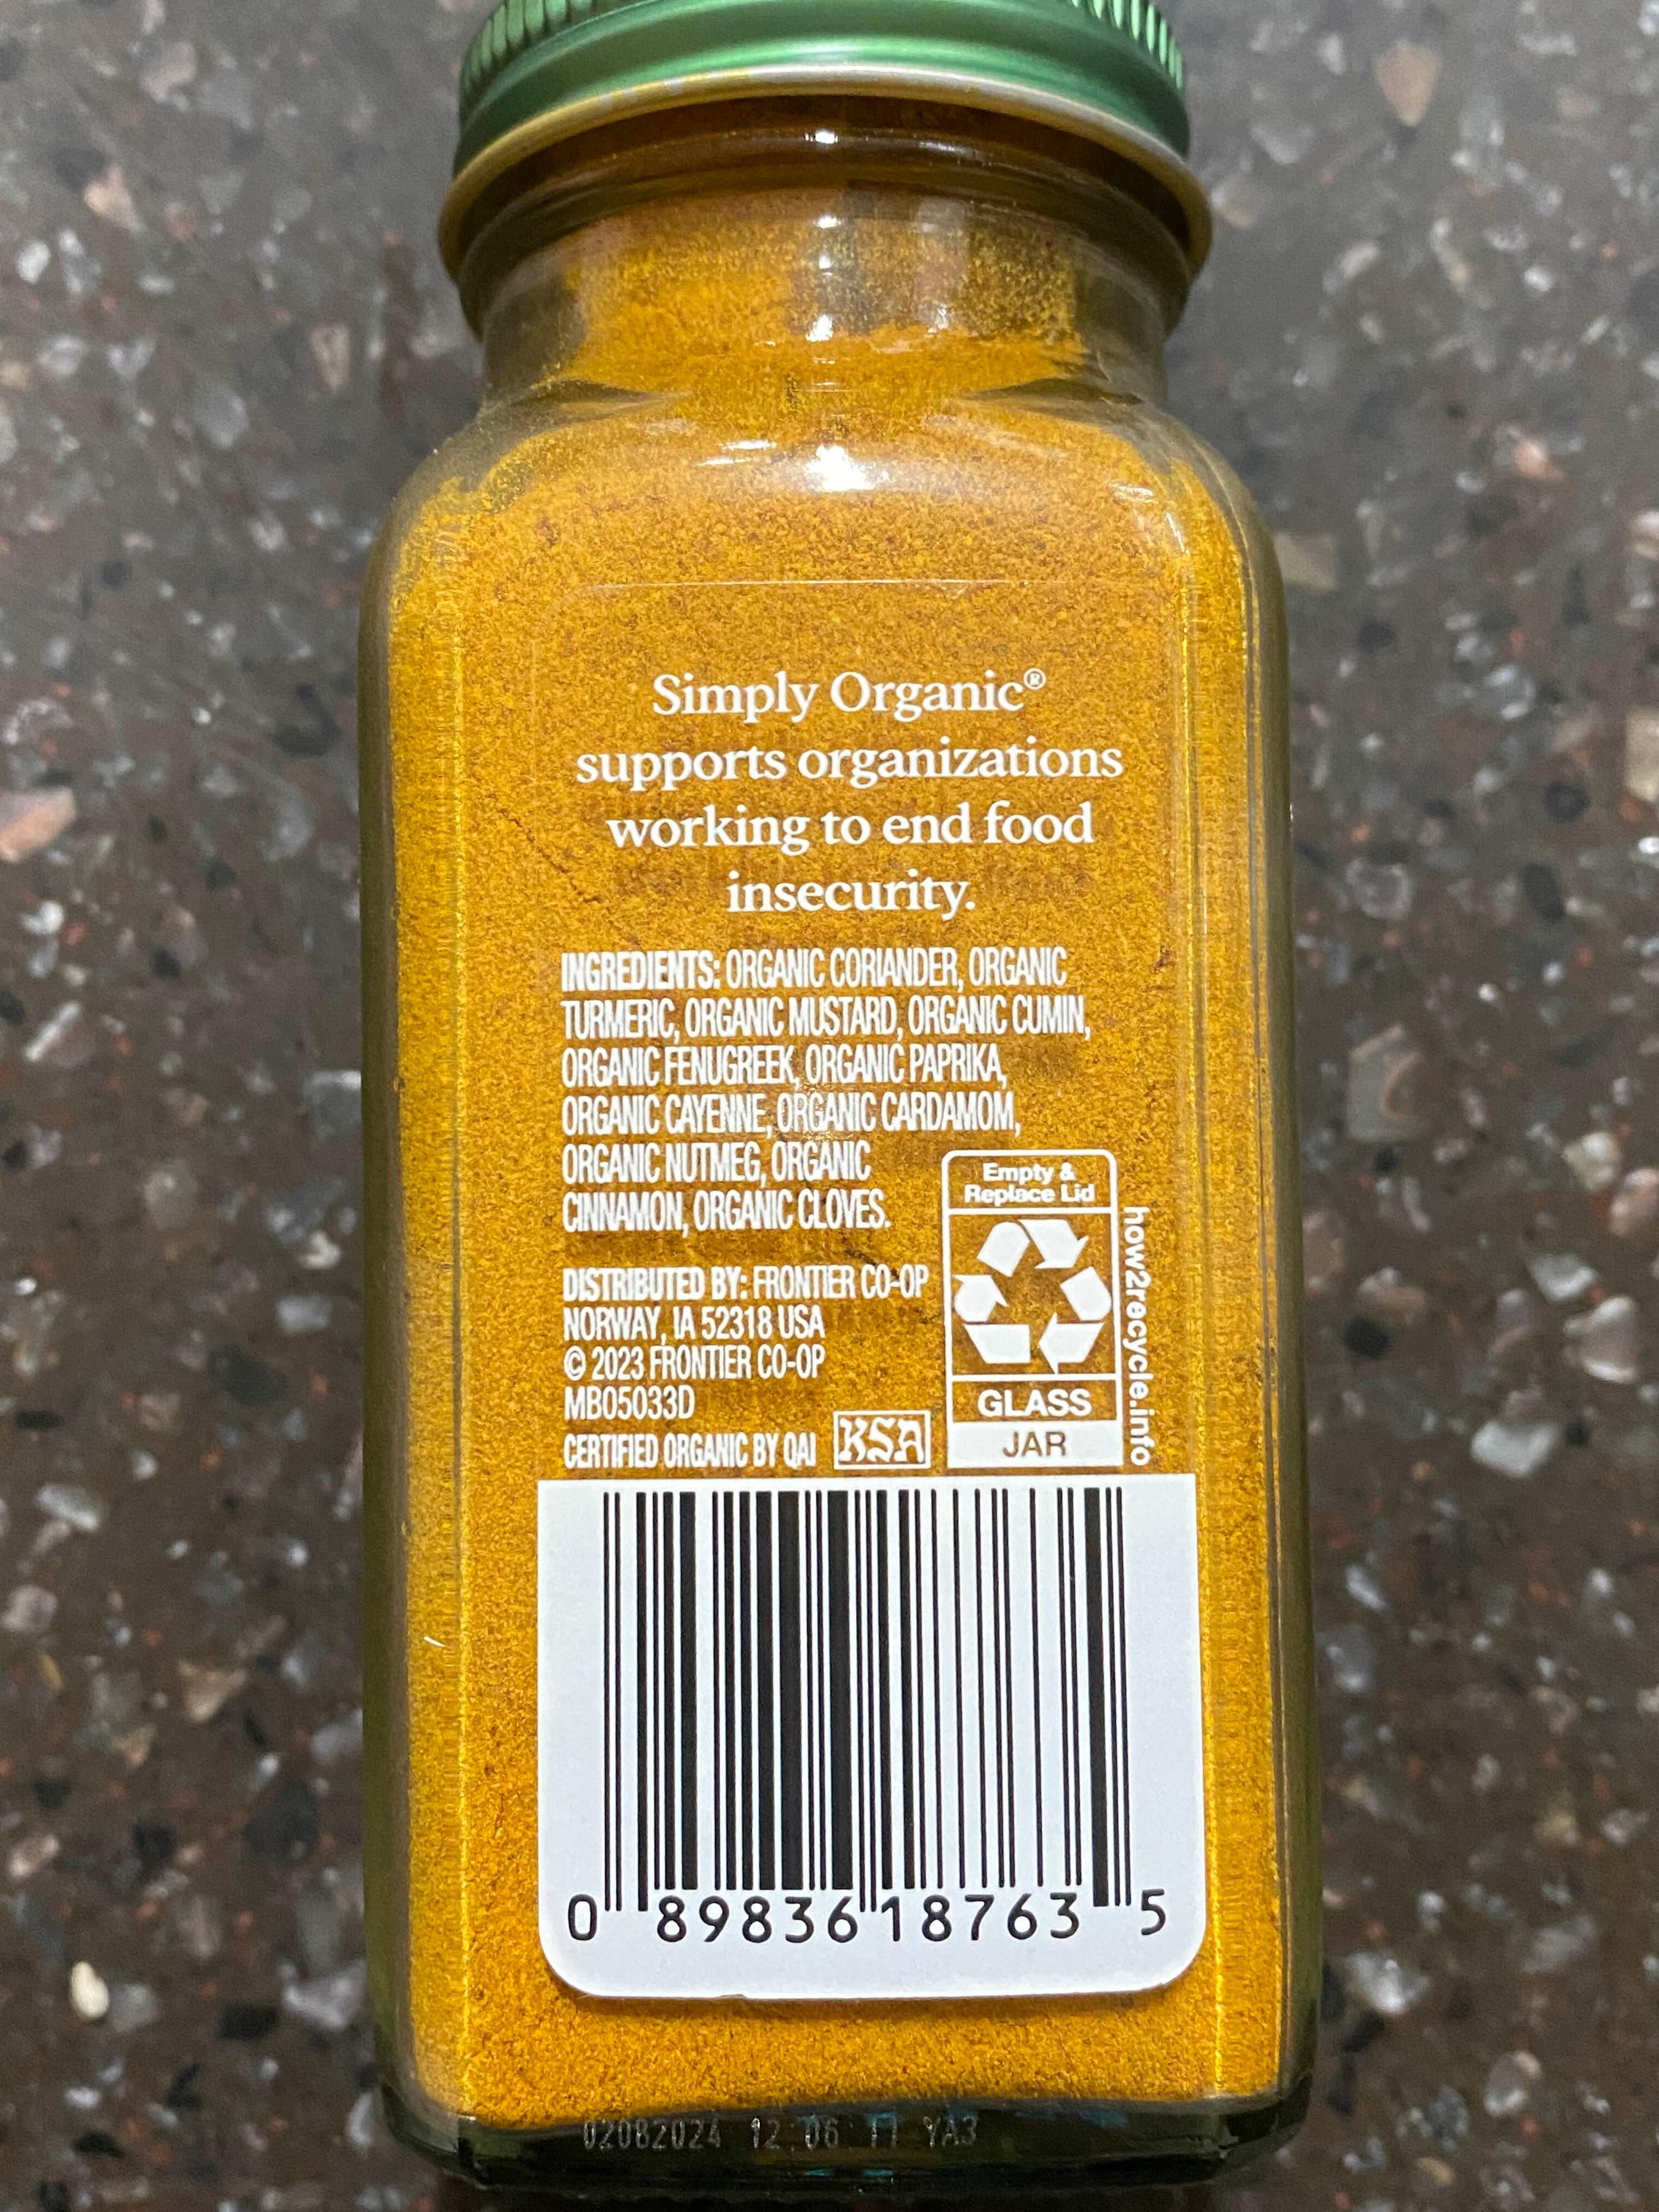 Simply Organic®
supports organizations
working to end food
insecurity.
INGREDIENTS: ORGANIC CORIANDER, ORGANIC
TURMERIC, ORGANIC MUSTARD, ORGANIC CUMIN,
ORGANIC FENUGREEK, ORGANIC PAPRIKA,
ORGANIC CAYENNE, ORGANIC CARDAMOM,
ORGANIC NUTMEG, ORGANIC
CINNAMON, ORGANIC CLOVES.
DISTRIBUTED BY: FRONTIER CO-OP
NORWAY, IA 52318 USA
© 2023 FRONTIER CO-OP
MB05033D
CERTIFIED ORGANIC BY QAI
KSA
Empty &
Replace Lid
GLASS
JAR
how2recycle.info
0 89836 18763 5
02082024 12 06 17 YA3